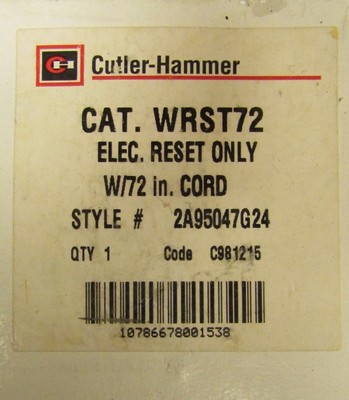 Cutler-Hammer
CAT. WRST72
ELEC. RESET ONLY
W/72 in. CORD
STYLE # 2A95047G24
QTY 1 Code C981215
10786678001538